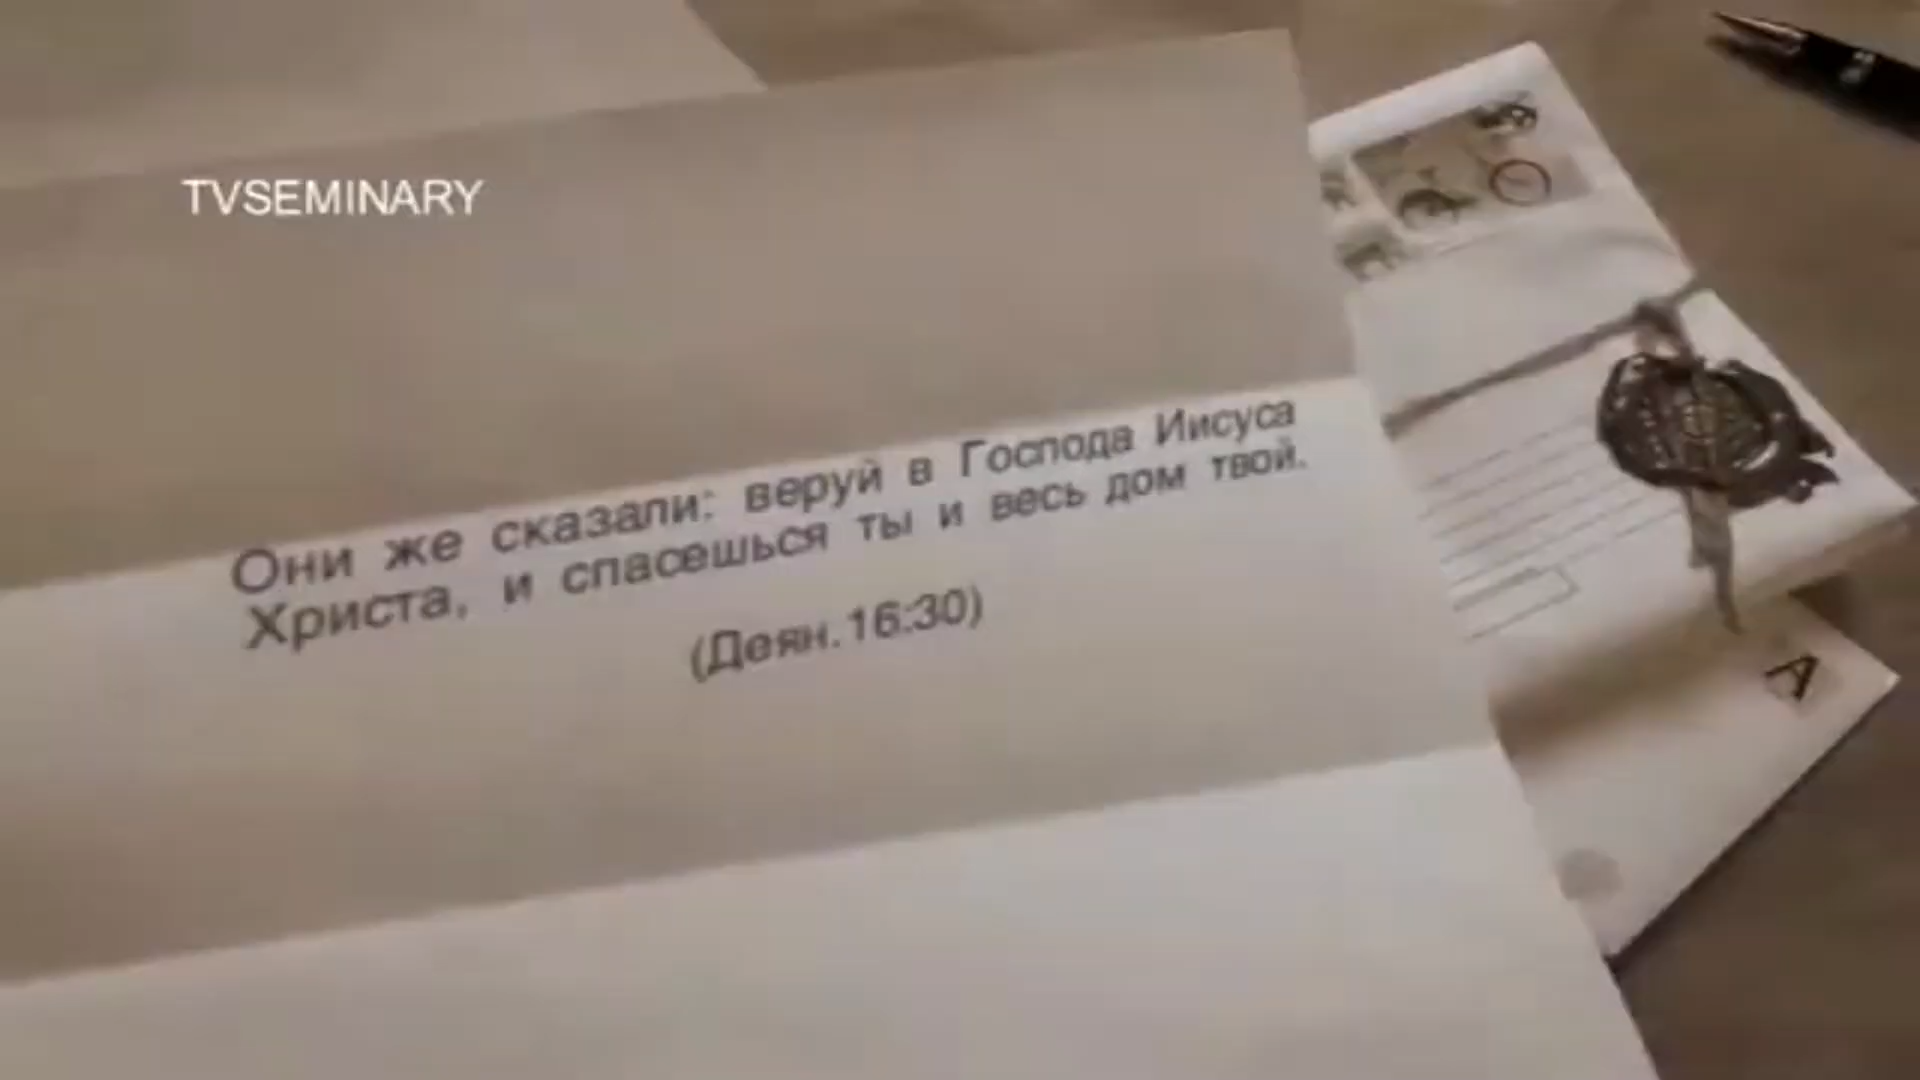 TVSEMINARY
Они же сказали: веруй в Господа Иисуса
Христа, и спасешься ты и весь дом твой.
(Деян.16:30)
A